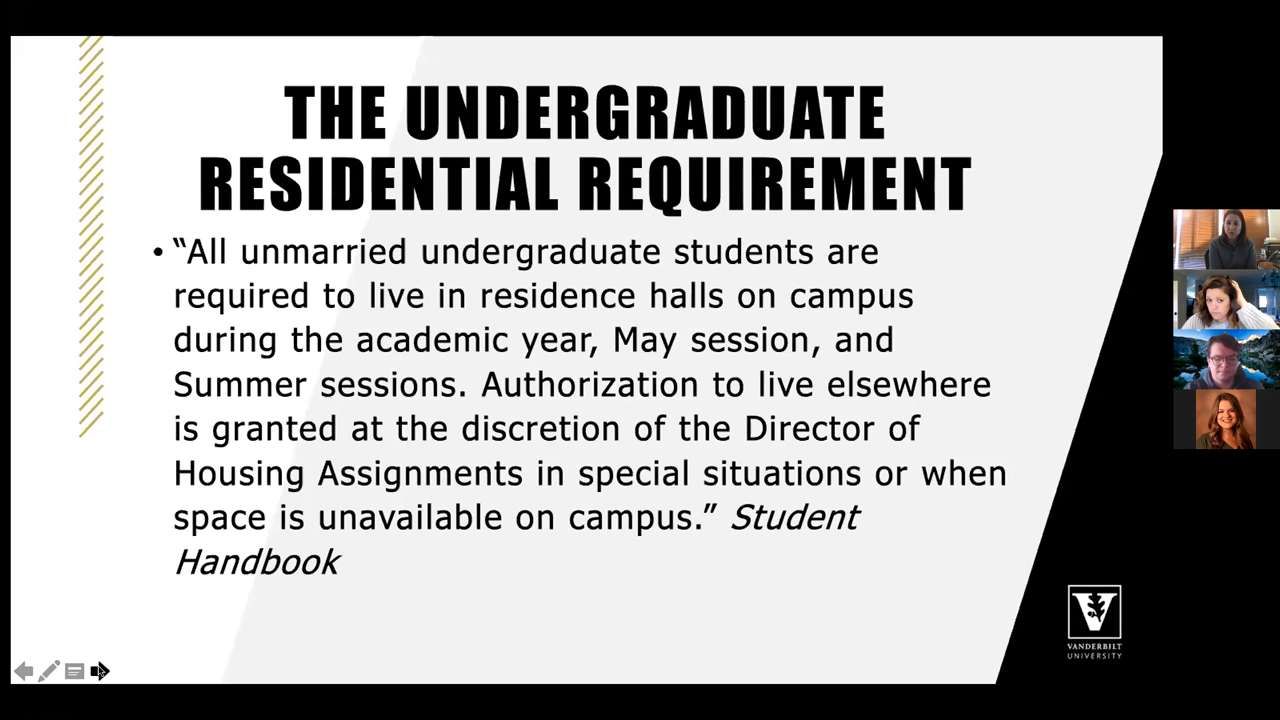 THE UNDERGRADUATE
RESIDENTIAL REQUIREMENT
• “All unmarried undergraduate students are
required to live in residence halls on campus
during the academic year, May session, and
Summer sessions. Authorization to live elsewhere
is granted at the discretion of the Director of
Housing Assignments in special situations or when
space is unavailable on campus.” Student
Handbook
V
VANDERBILT
UNIVERSITY